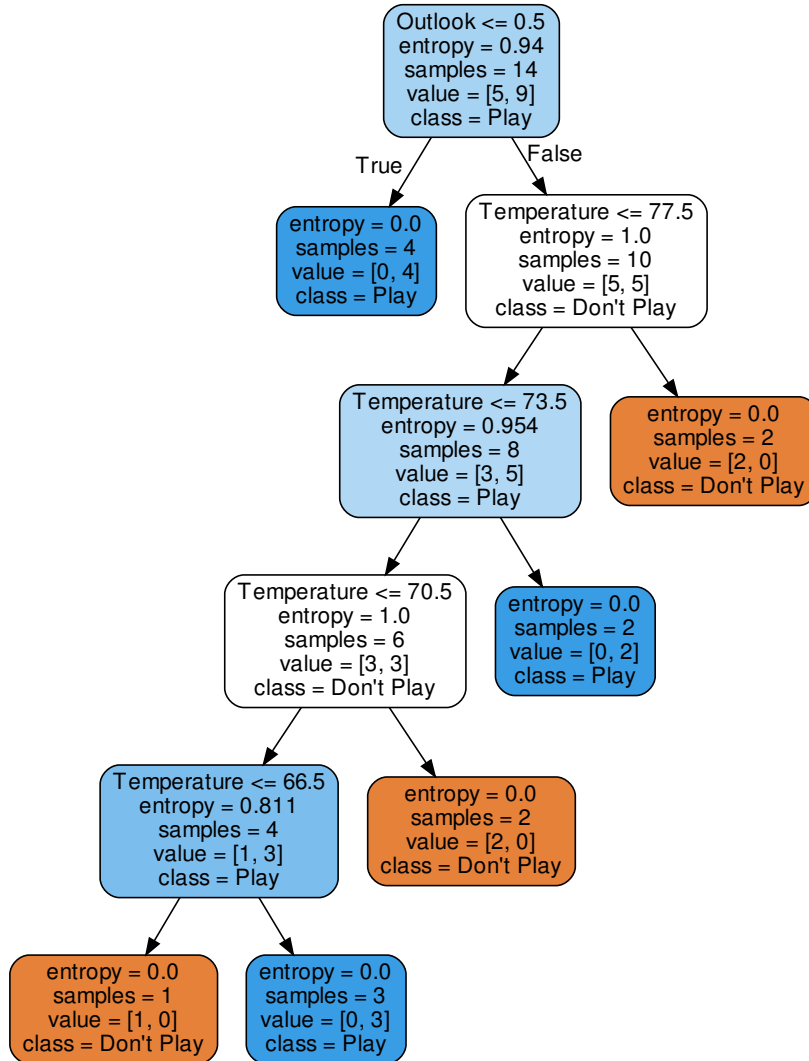 Outlook <= 0.5
entropy = 0.94
samples = 14
value = [5, 9]
class = Play
True
False
entropy = 0.0
samples = 4
value = [0, 4]
class = Play
Temperature <= 77.5
entropy = 1.0
samples = 10
value = [5, 5]
class = Don't Play
Temperature <= 73.5
entropy = 0.954
samples = 8
value = [3, 5]
class = Play
entropy = 0.0
samples = 2
value = [2, 0]
class = Don't Play
Temperature <= 70.5
entropy = 1.0
samples = 6
value = [3, 3]
class = Don't Play
entropy = 0.0
samples = 2
value = [0, 2]
class = Play
Temperature <= 66.5
entropy = 0.811
samples = 4
value = [1, 3]
class = Play
entropy = 0.0
samples = 2
value = [2, 0]
class = Don't Play
entropy = 0.0
samples = 1
value = [1, 0]
class = Don't Play
entropy = 0.0
samples = 3
value = [0, 3]
class = Play